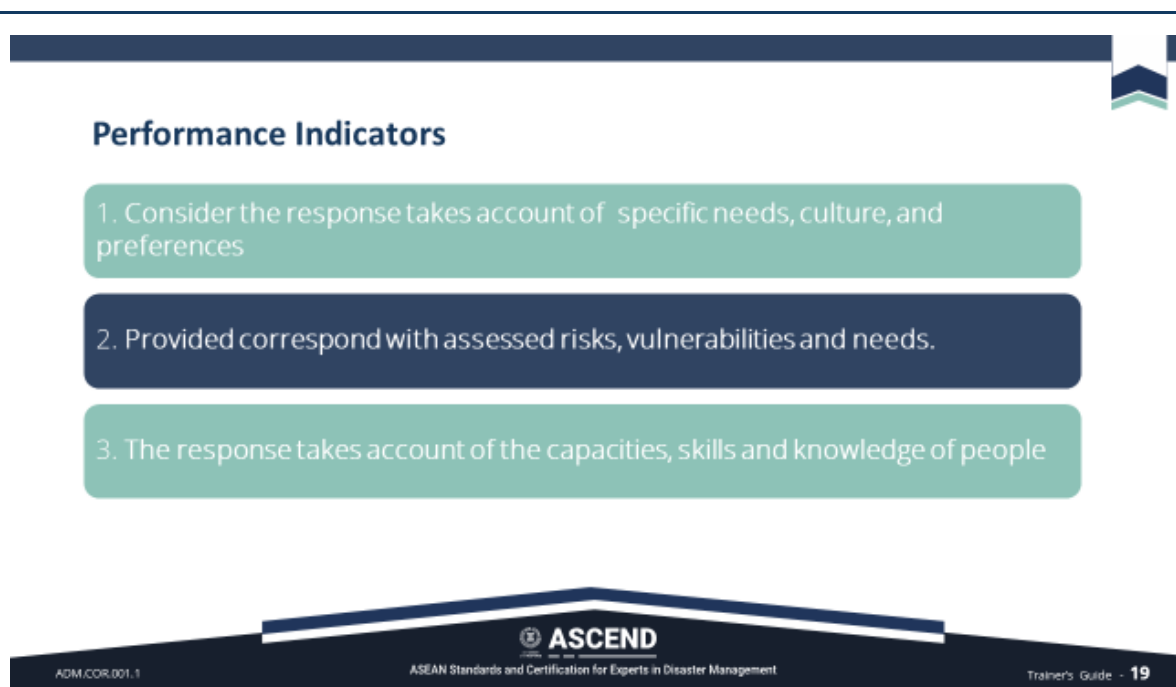 Performance Indicators
1. Consider the response takes account of specific needs, culture, and
preferences
2. Provided correspond with assessed risks, vulnerabilities and needs.
3. The response takes account of the capacities, skills and knowledge of people
ASCEND
ASEAN Standards and Certification for Experts in Disaster Management
ADM.COR.001.1
Trainer's Guide - 19